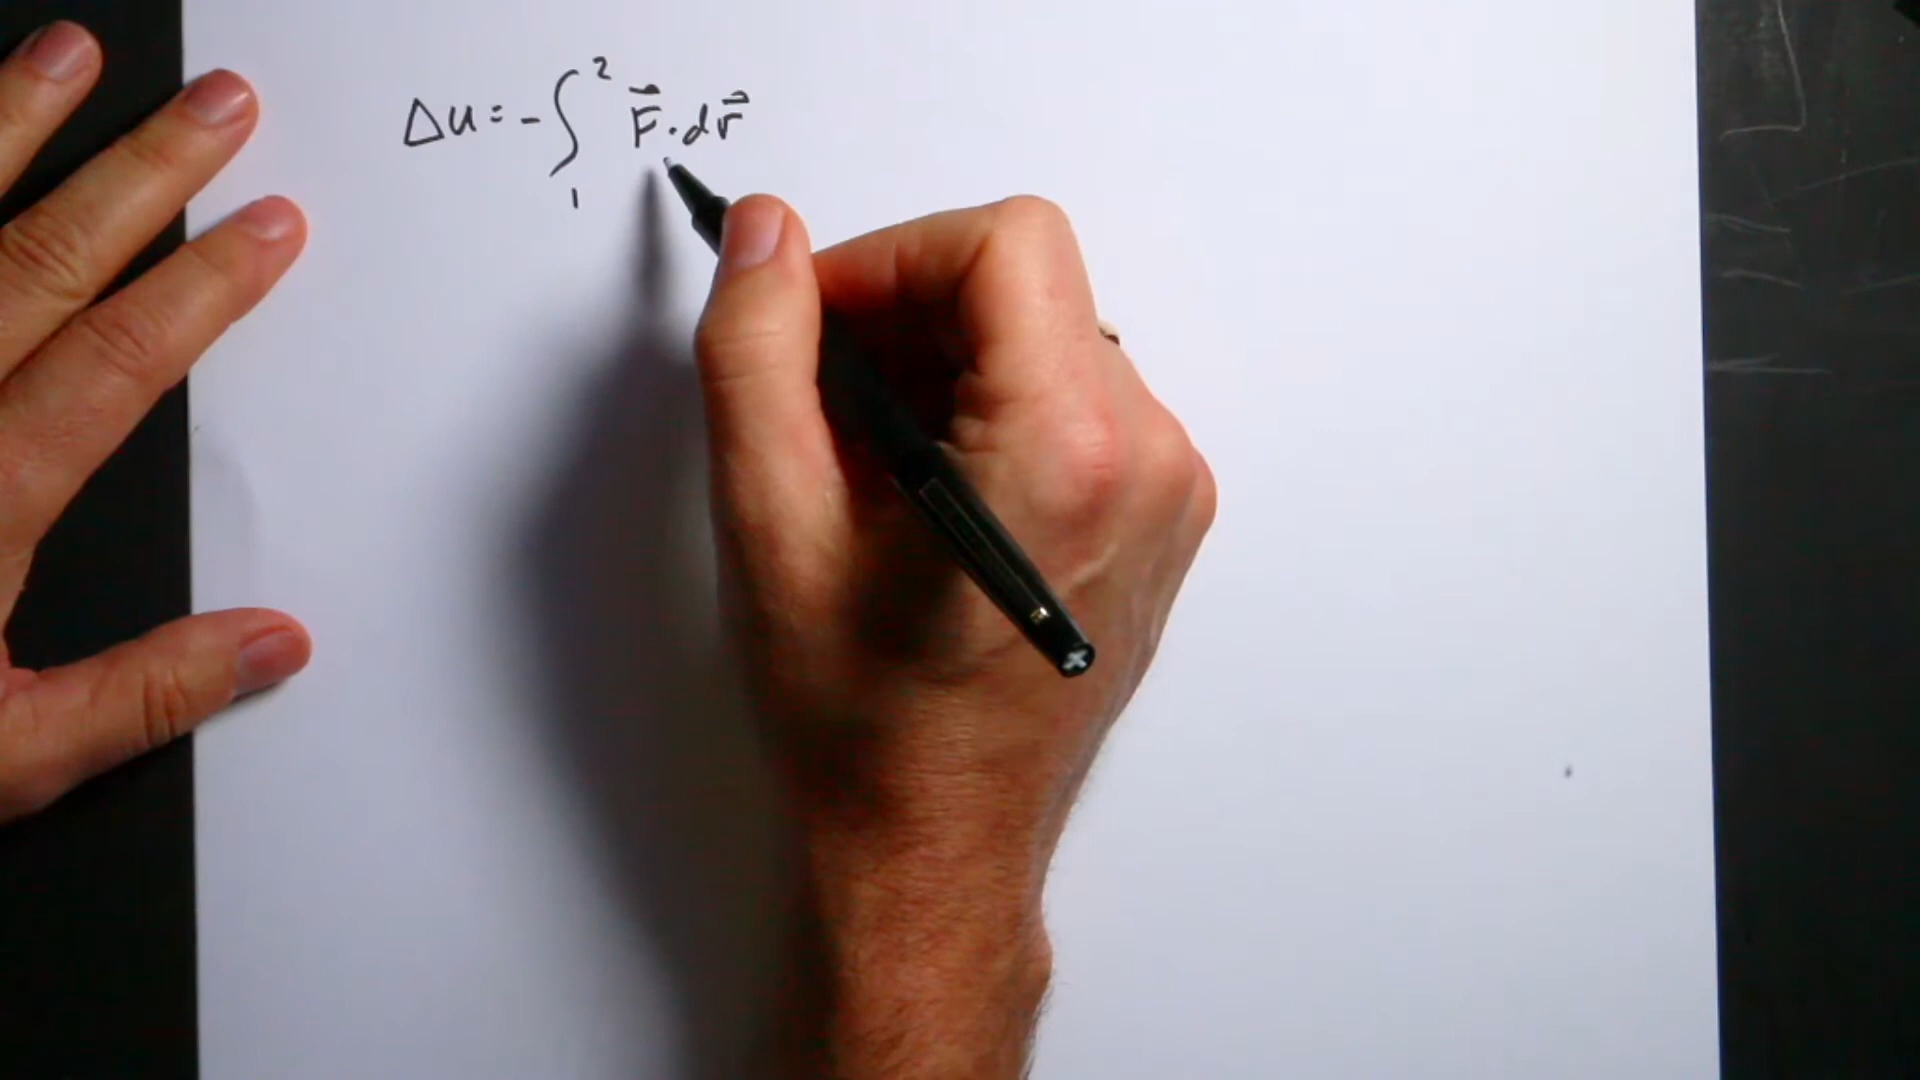 Δu = -∫₁² F⃗ · dr⃗